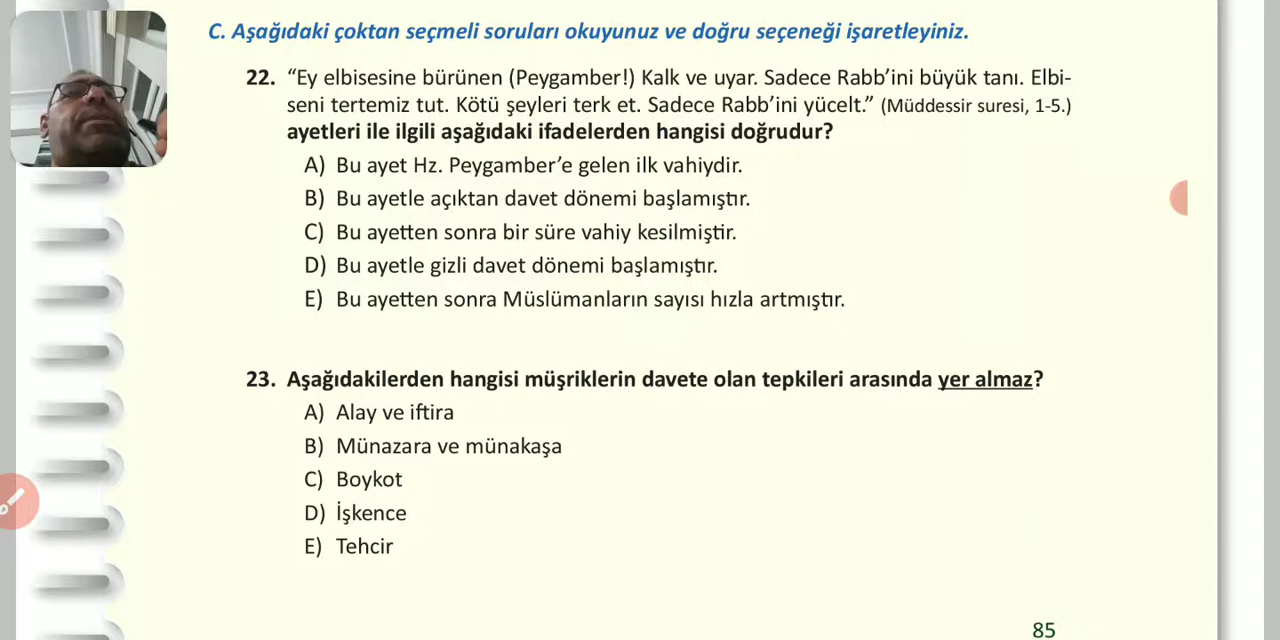 C. Aşağıdaki çoktan seçmeli soruları okuyunuz ve doğru seçeneği işaretleyiniz.
22. “Ey elbisesine bürünen (Peygamber!) Kalk ve uyar. Sadece Rabb’ini büyük tanı. Elbi-
seni tertemiz tut. Kötü şeyleri terk et. Sadece Rabb’ini yücelt.” (Müddessir suresi, 1-5.)
ayetleri ile ilgili aşağıdaki ifadelerden hangisi doğrudur?
A) Bu ayet Hz. Peygamber’e gelen ilk vahiydir.
B) Bu ayetle açıktan davet dönemi başlamıştır.
C) Bu ayetten sonra bir süre vahiy kesilmiştir.
D) Bu ayetle gizli davet dönemi başlamıştır.
E) Bu ayetten sonra Müslümanların sayısı hızla artmıştır.
23. Aşağıdakilerden hangisi müşriklerin davete olan tepkileri arasında yer almaz?
A) Alay ve iftira
B) Münazara ve münakaşa
C) Boykot
D) İşkence
E) Tehcir
85